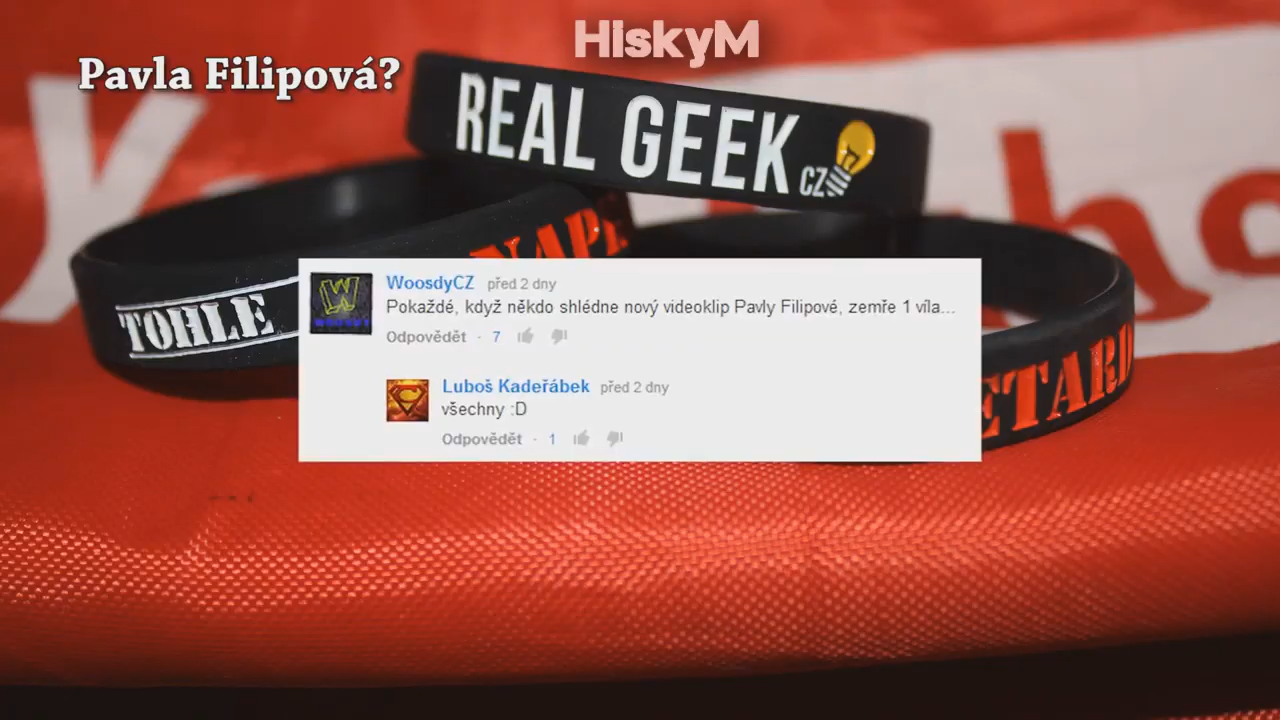 HiskyM
Pavla Filipová?
REAL GEEK
CZ
TOHLE
WoosdyCZ před 2 dny
Pokaždé, když někdo shlédne nový videoklip Pavly Filipové, zemře 1 víla...
Odpovědět · 7
Luboš Kadeřábek před 2 dny
všechny :D
Odpovědět · 1